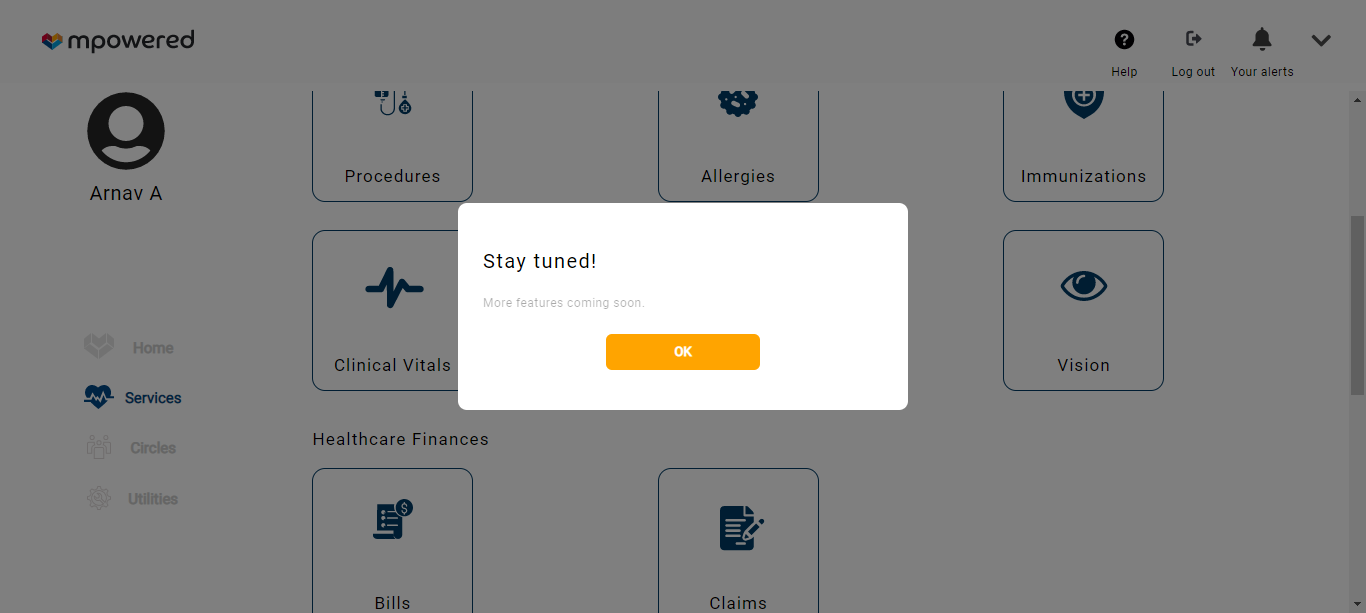 mpowered
Help
Log out
Your alerts
Arnav A
Home
Services
Circles
Utilities
Procedures
Allergies
Immunizations
Clinical Vitals
Vision
Stay tuned!
More features coming soon.
OK
Healthcare Finances
$
Bills
Claims